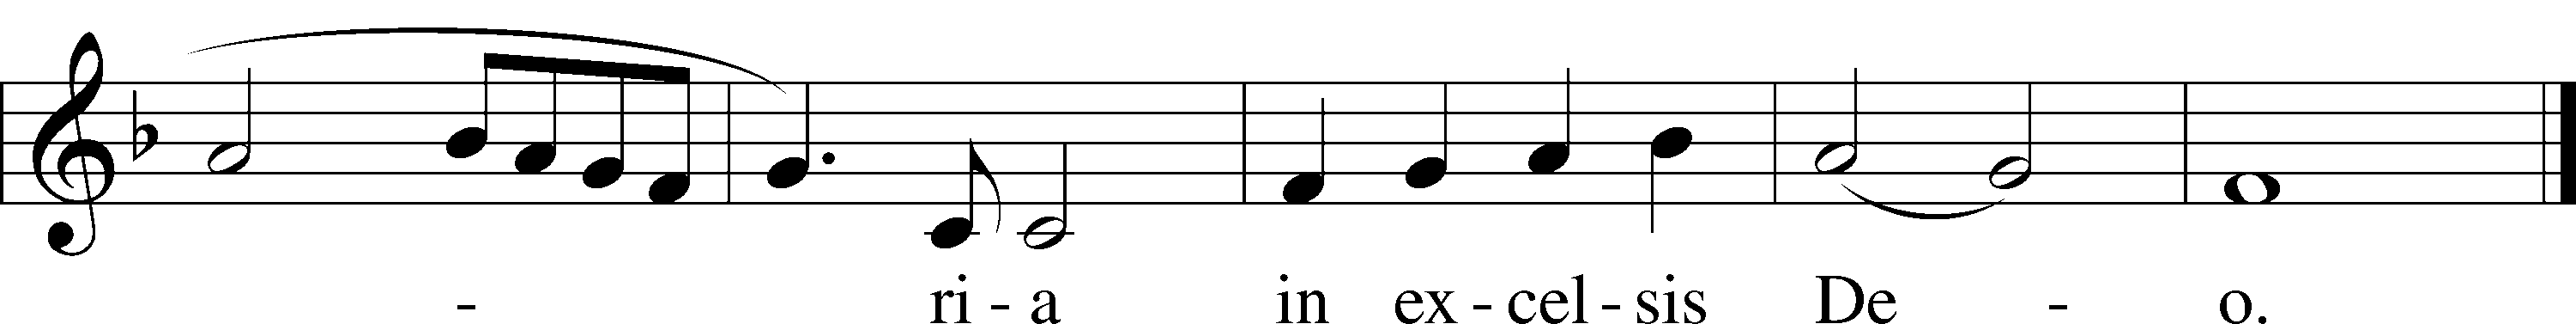 - ri - a in ex - cel - sis De - o.